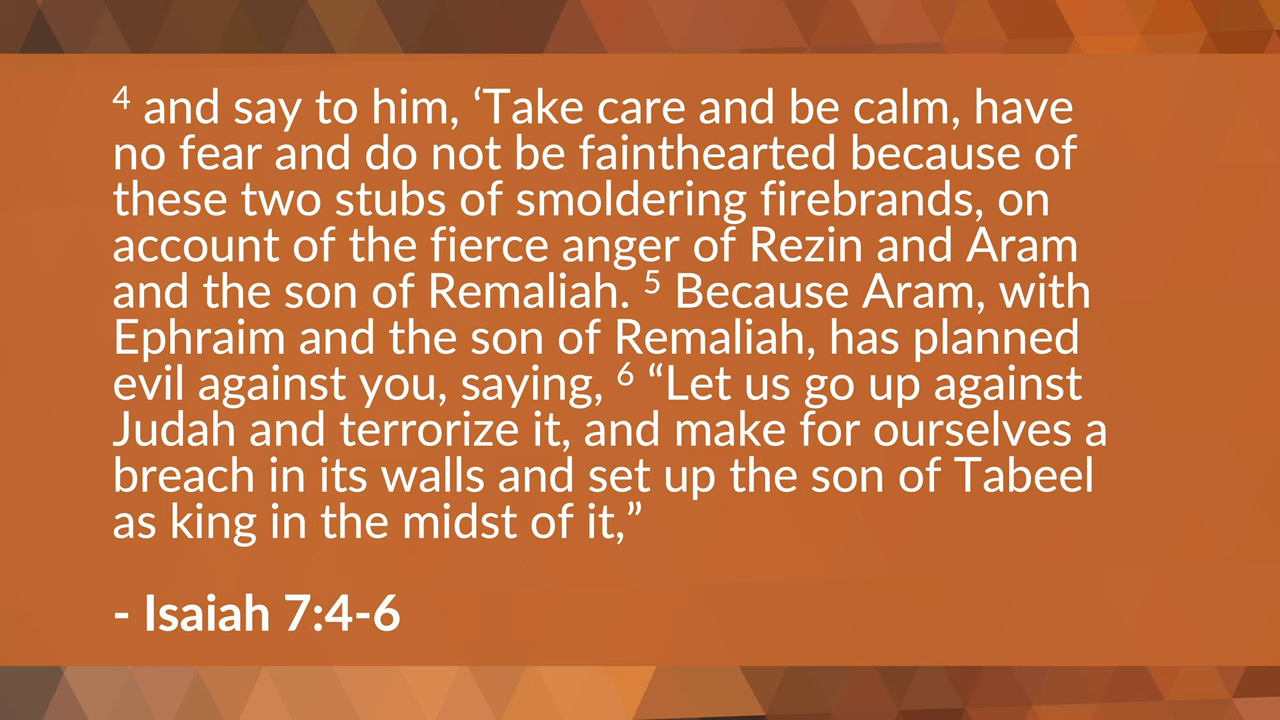 4 and say to him, ‘Take care and be calm, have
no fear and do not be fainthearted because of
these two stubs of smoldering firebrands, on
account of the fierce anger of Rezin and Aram
and the son of Remaliah. 5 Because Aram, with
Ephraim and the son of Remaliah, has planned
evil against you, saying, 6 “Let us go up against
Judah and terrorize it, and make for ourselves a
breach in its walls and set up the son of Tabeel
as king in the midst of it,”
- Isaiah 7:4-6